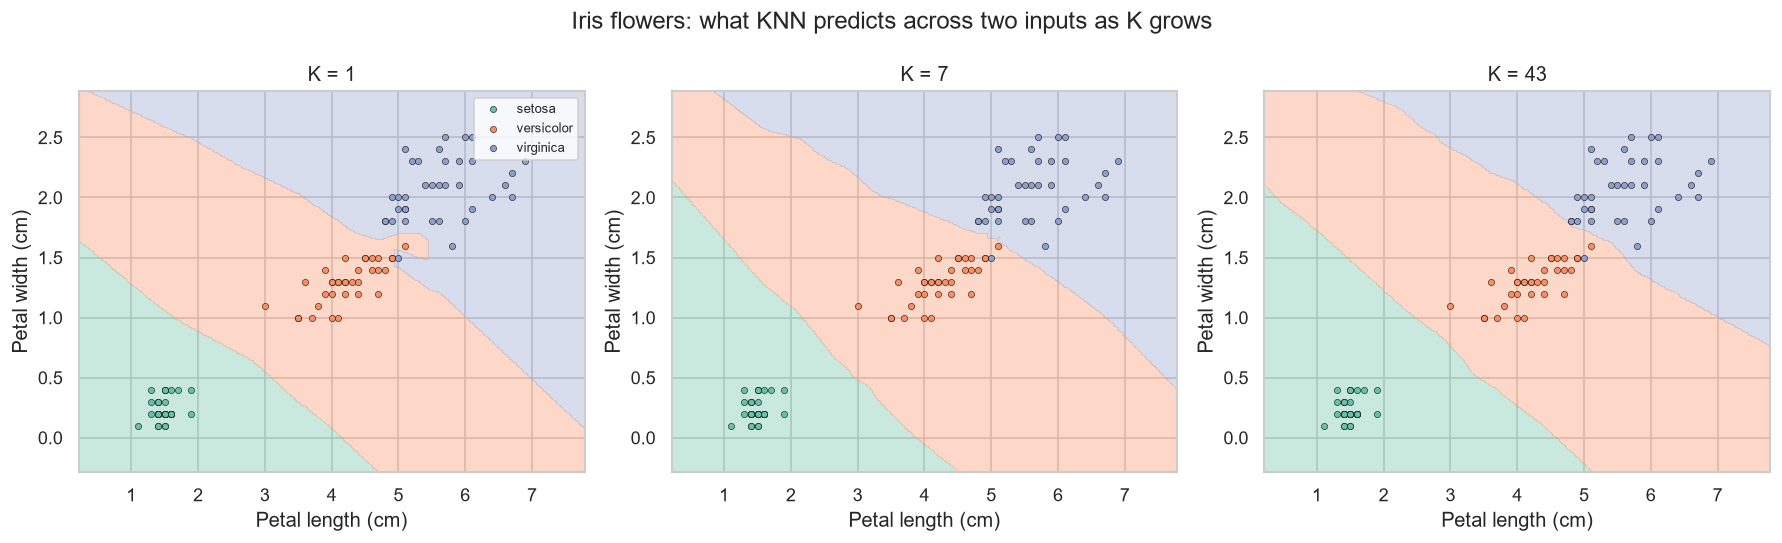 Iris flowers: what KNN predicts across two inputs as K grows
K = 1
setosa
versicolor
virginica
2.5
2.0
1.5
1.0
0.5
0.0
Petal width (cm)
1 2 3 4 5 6 7
Petal length (cm)
K = 7
2.5
2.0
1.5
1.0
0.5
0.0
Petal width (cm)
1 2 3 4 5 6 7
Petal length (cm)
K = 43
2.5
2.0
1.5
1.0
0.5
0.0
Petal width (cm)
1 2 3 4 5 6 7
Petal length (cm)